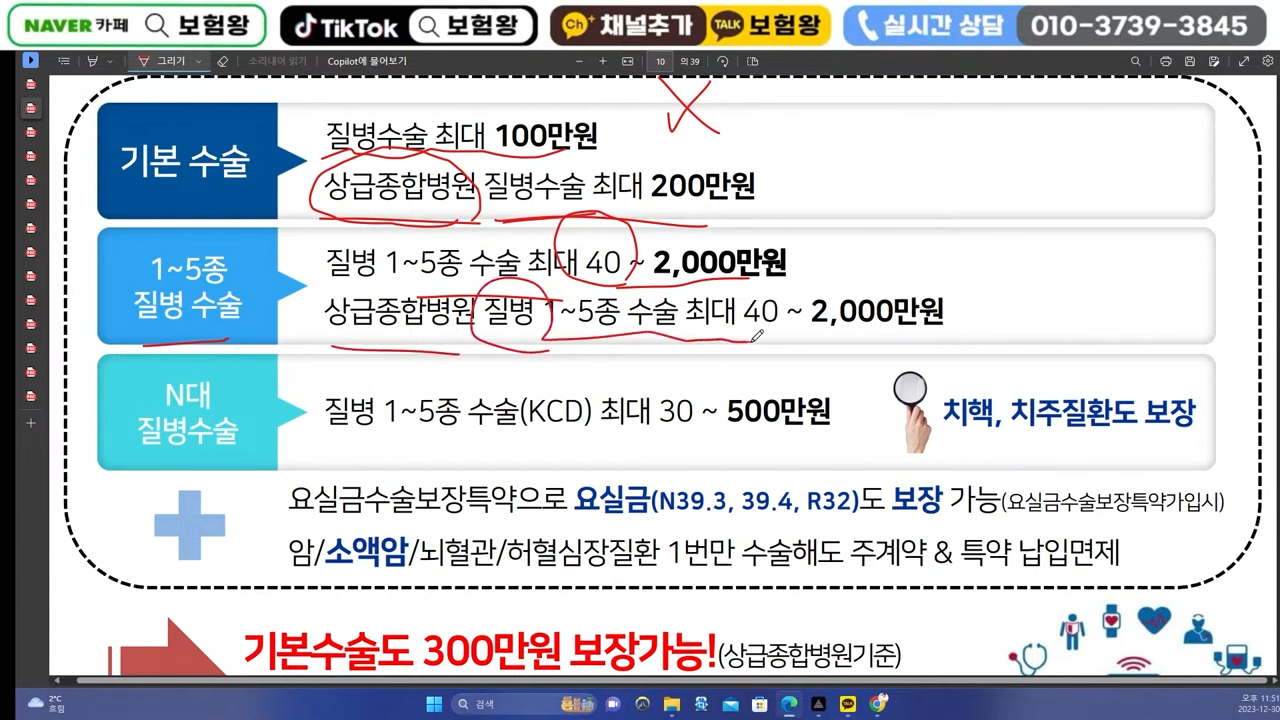 NAVER 카페 보험왕 TikTok 보험왕 Ch+ 채널추가 TALK 보험왕 실시간 상담 010-3739-3845
그리기 소리내어 읽기 Copilot에 물어보기 10 의 39
기본 수술
질병수술 최대 100만원
상급종합병원 질병수술 최대 200만원
1~5종
질병 수술
질병 1~5종 수술 최대 40 ~ 2,000만원
상급종합병원 질병 1~5종 수술 최대 40 ~ 2,000만원
N대
질병수술
질병 1~5종 수술(KCD) 최대 30 ~ 500만원
치핵, 치주질환도 보장
요실금수술보장특약으로 요실금(N39.3, 39.4, R32)도 보장 가능(요실금수술보장특약가입시)
암/소액암/뇌혈관/허혈심장질환 1번만 수술해도 주계약 & 특약 납입면제
기본수술도 300만원 보장가능!(상급종합병원기준)
2°C
흐림
검색
오후 11:51
2023-12-30